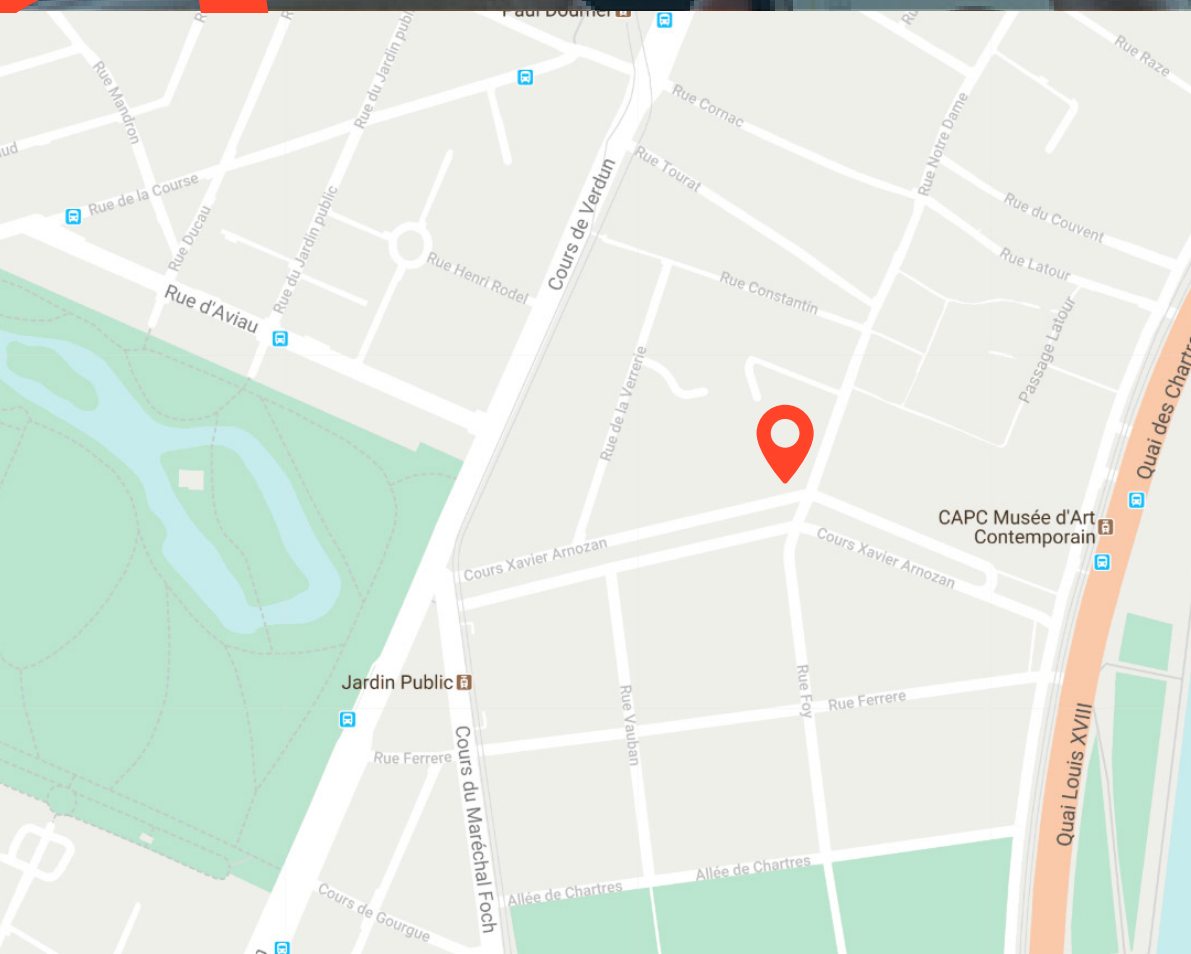 Paul Doumer
Rue Raze
Rue Mandron
Rue du Jardin publ
Rue Cornac
Rue Notre Dame
ud
Rue Tourat
Rue de la Course
Rue du Couvent
Cours de Verdun
Rue Ducau
Rue du Jardin public
Rue Henri Rodel
Rue Latour
Rue d'Aviau
Rue Constantin
Passage Latour
Rue de la Verrerie
Quai des Chartr
CAPC Musée d'Art
Contemporain
Cours Xavier Arnozan
Cours Xavier Arnozan
Jardin Public
Rue Foy
Rue Ferrere
Rue Vauban
Rue Ferrere
Cours du Maréchal Foch
Quai Louis XVIII
Allée de Chartres
Allée de Chartres
Cours de Gourgue